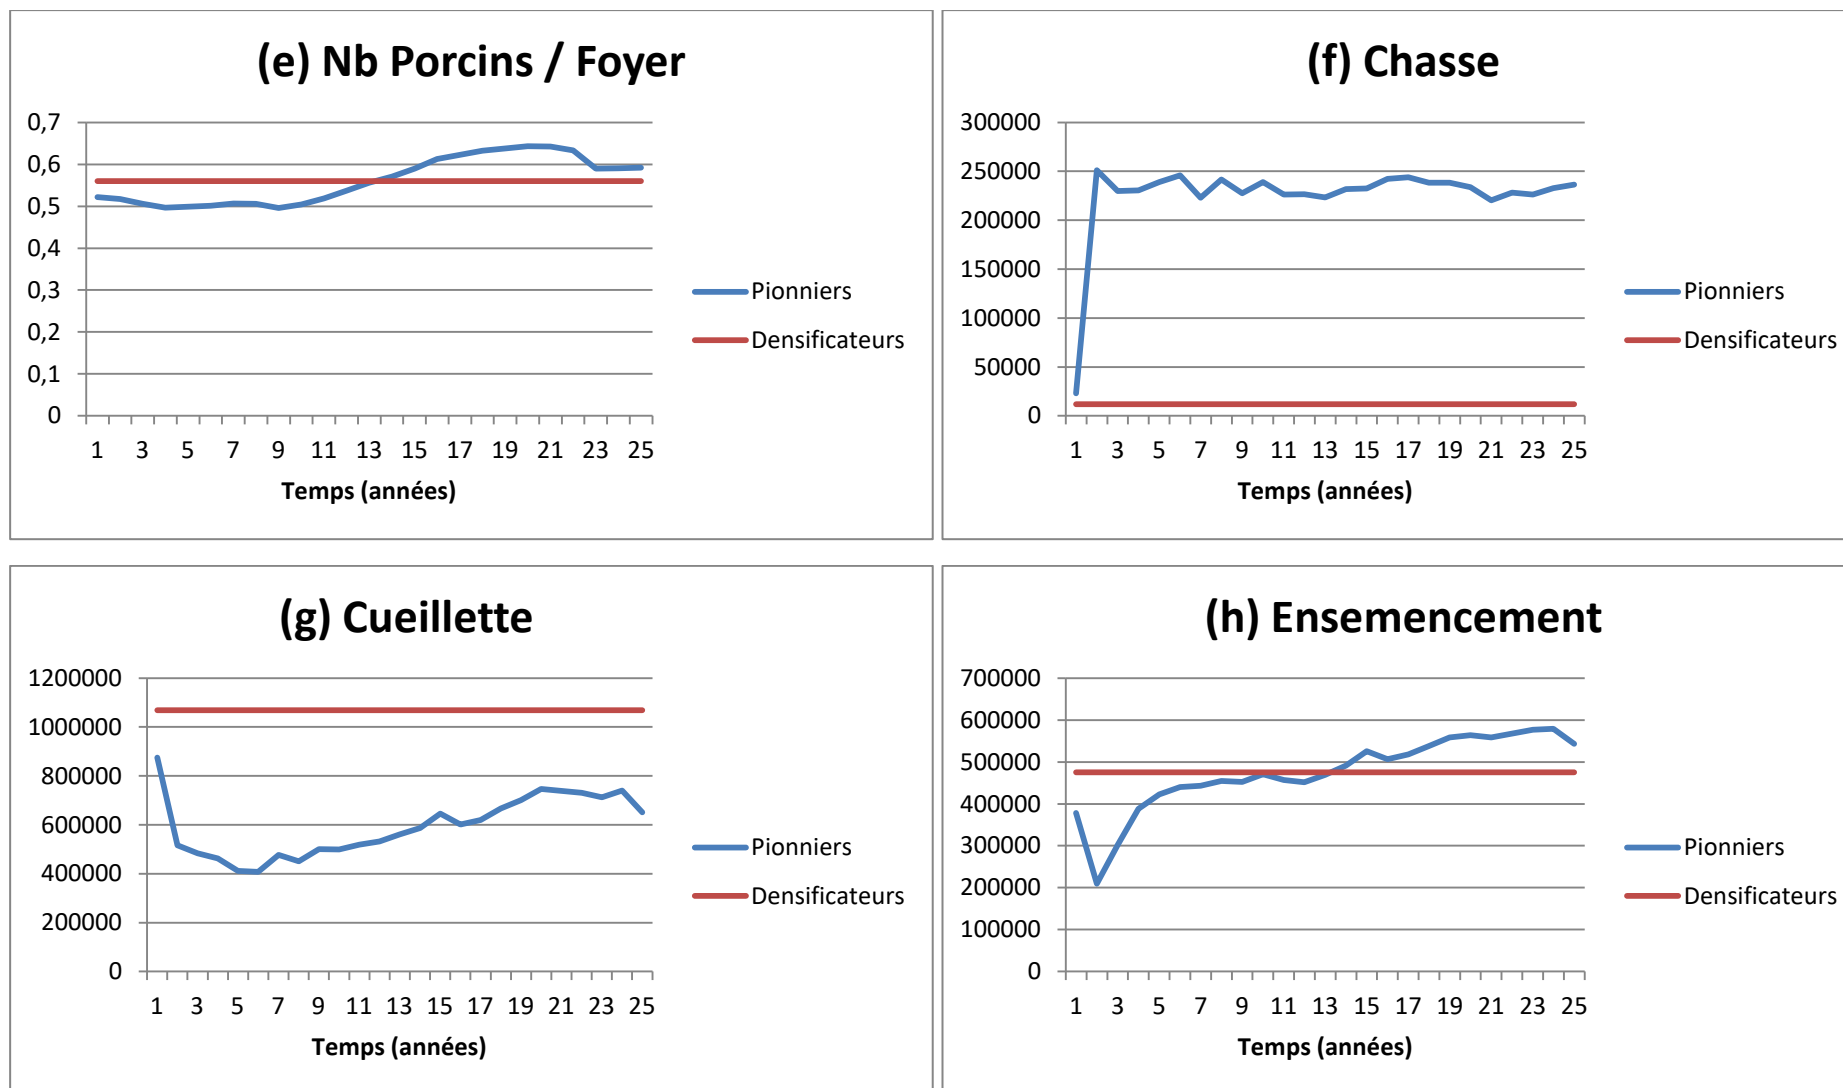 (e) Nb Porcins / Foyer
0,7
0,6
0,5
0,4
0,3
0,2
0,1
0
1 3 5 7 9 11 13 15 17 19 21 23 25
Temps (années)
Pionniers
Densificateurs
(f) Chasse
300000
250000
200000
150000
100000
50000
0
1 3 5 7 9 11 13 15 17 19 21 23 25
Temps (années)
Pionniers
Densificateurs
(g) Cueillette
1200000
1000000
800000
600000
400000
200000
0
1 3 5 7 9 11 13 15 17 19 21 23 25
Temps (années)
Pionniers
Densificateurs
(h) Ensemencement
700000
600000
500000
400000
300000
200000
100000
0
1 3 5 7 9 11 13 15 17 19 21 23 25
Temps (années)
Pionniers
Densificateurs